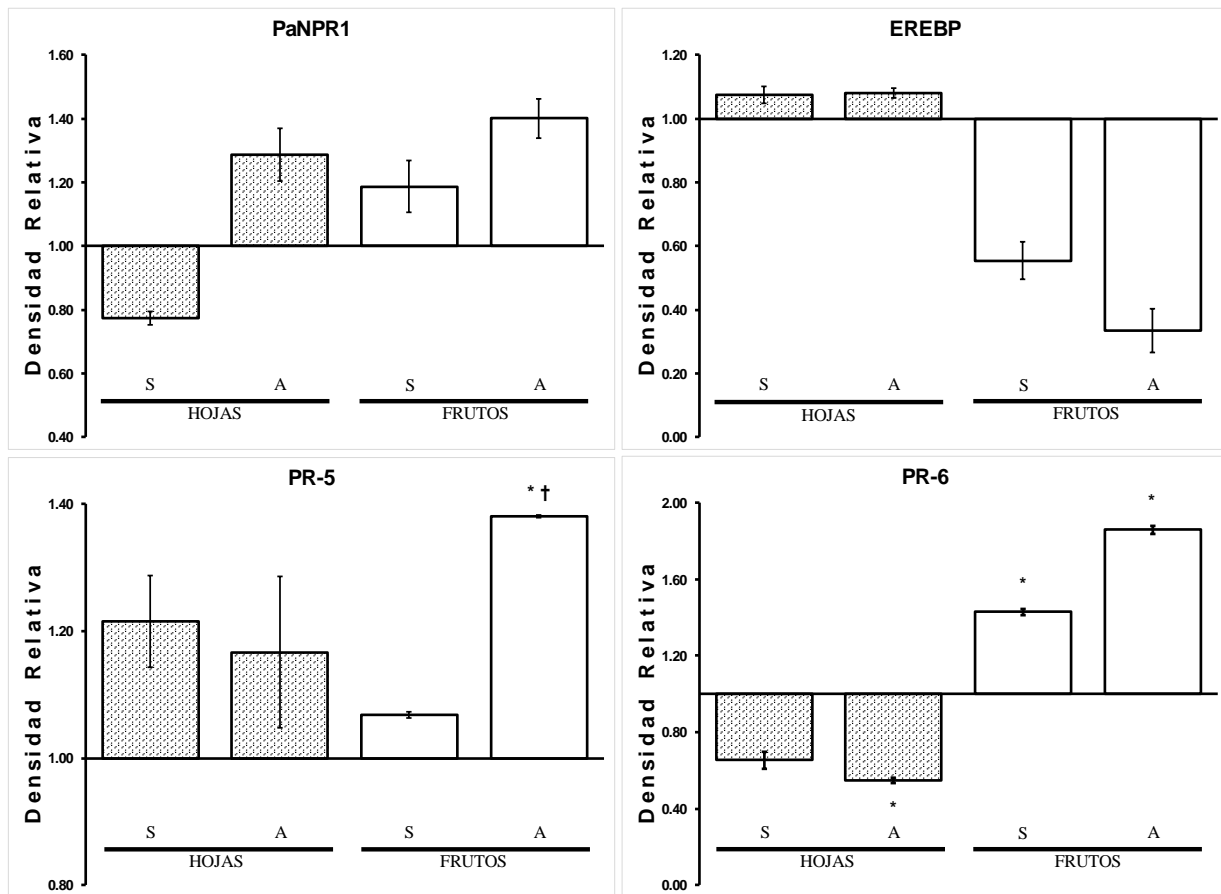 PaNPR1
Densidad Relativa
1.60
1.40
1.20
1.00
0.80
0.60
0.40
S A S A
HOJAS FRUTOS
EREBP
Densidad Relativa
1.20
1.00
0.80
0.60
0.40
0.20
0.00
S A S A
HOJAS FRUTOS
PR-5
Densidad Relativa
1.40
1.20
1.00
0.80
* †
S A S A
HOJAS FRUTOS
PR-6
Densidad Relativa
2.00
1.60
1.20
0.80
0.40
0.00
*
*
*
S A S A
HOJAS FRUTOS